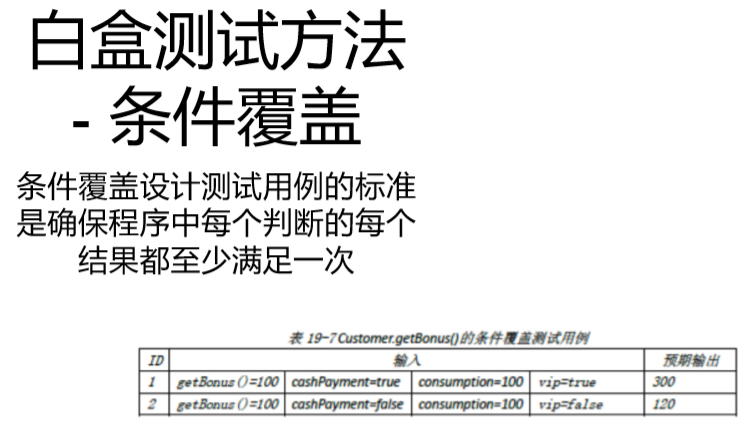 白盒测试方法
- 条件覆盖
条件覆盖设计测试用例的标准
是确保程序中每个判断的每个
结果都至少满足一次
表 19-7 Customer.getBonus()的条件覆盖测试用例
ID 输入 预期输出
1 getBonus()=100 cashPayment=true consumption=100 vip=true 300
2 getBonus()=100 cashPayment=false consumption=100 vip=false 120